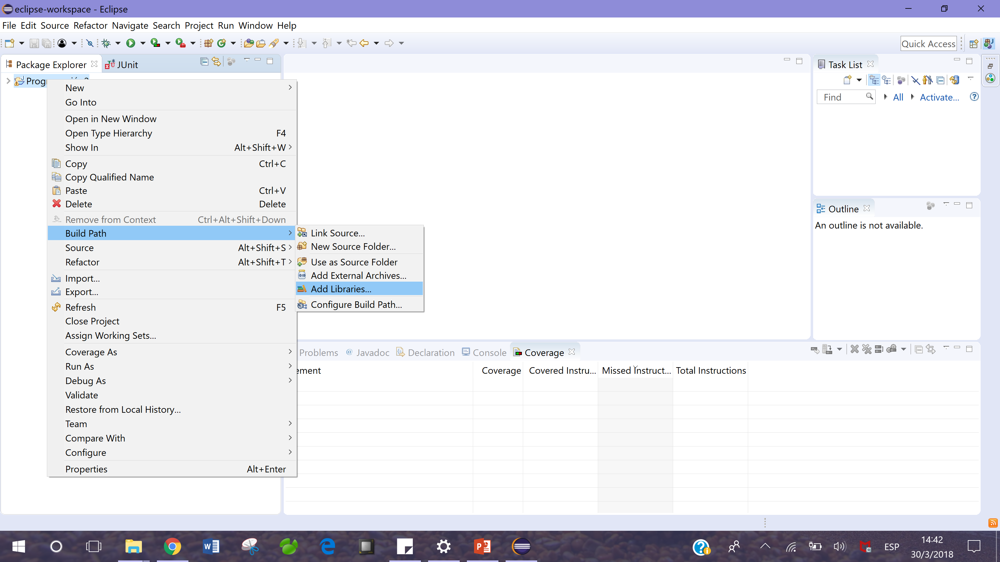 eclipse-workspace - Eclipse
File Edit Source Refactor Navigate Search Project Run Window Help
Quick Access
Package Explorer
JUnit
Task List
Find
All
Activate...
New
Go Into
Open in New Window
Open Type Hierarchy F4
Show In Alt+Shift+W
Copy Ctrl+C
Copy Qualified Name
Paste Ctrl+V
Delete Delete
Remove from Context Ctrl+Alt+Shift+Down
Build Path
Source Alt+Shift+S
Refactor Alt+Shift+T
Import...
Export...
Refresh F5
Close Project
Assign Working Sets...
Coverage As
Run As
Debug As
Validate
Restore from Local History...
Team
Compare With
Configure
Properties Alt+Enter
Link Source...
New Source Folder...
Use as Source Folder
Add External Archives...
Add Libraries...
Configure Build Path...
Outline
An outline is not available.
Problems
@ Javadoc
Declaration
Console
Coverage
ement
Coverage
Covered Instru...
Missed Instruct...
Total Instructions
ESP
14:42
30/3/2018